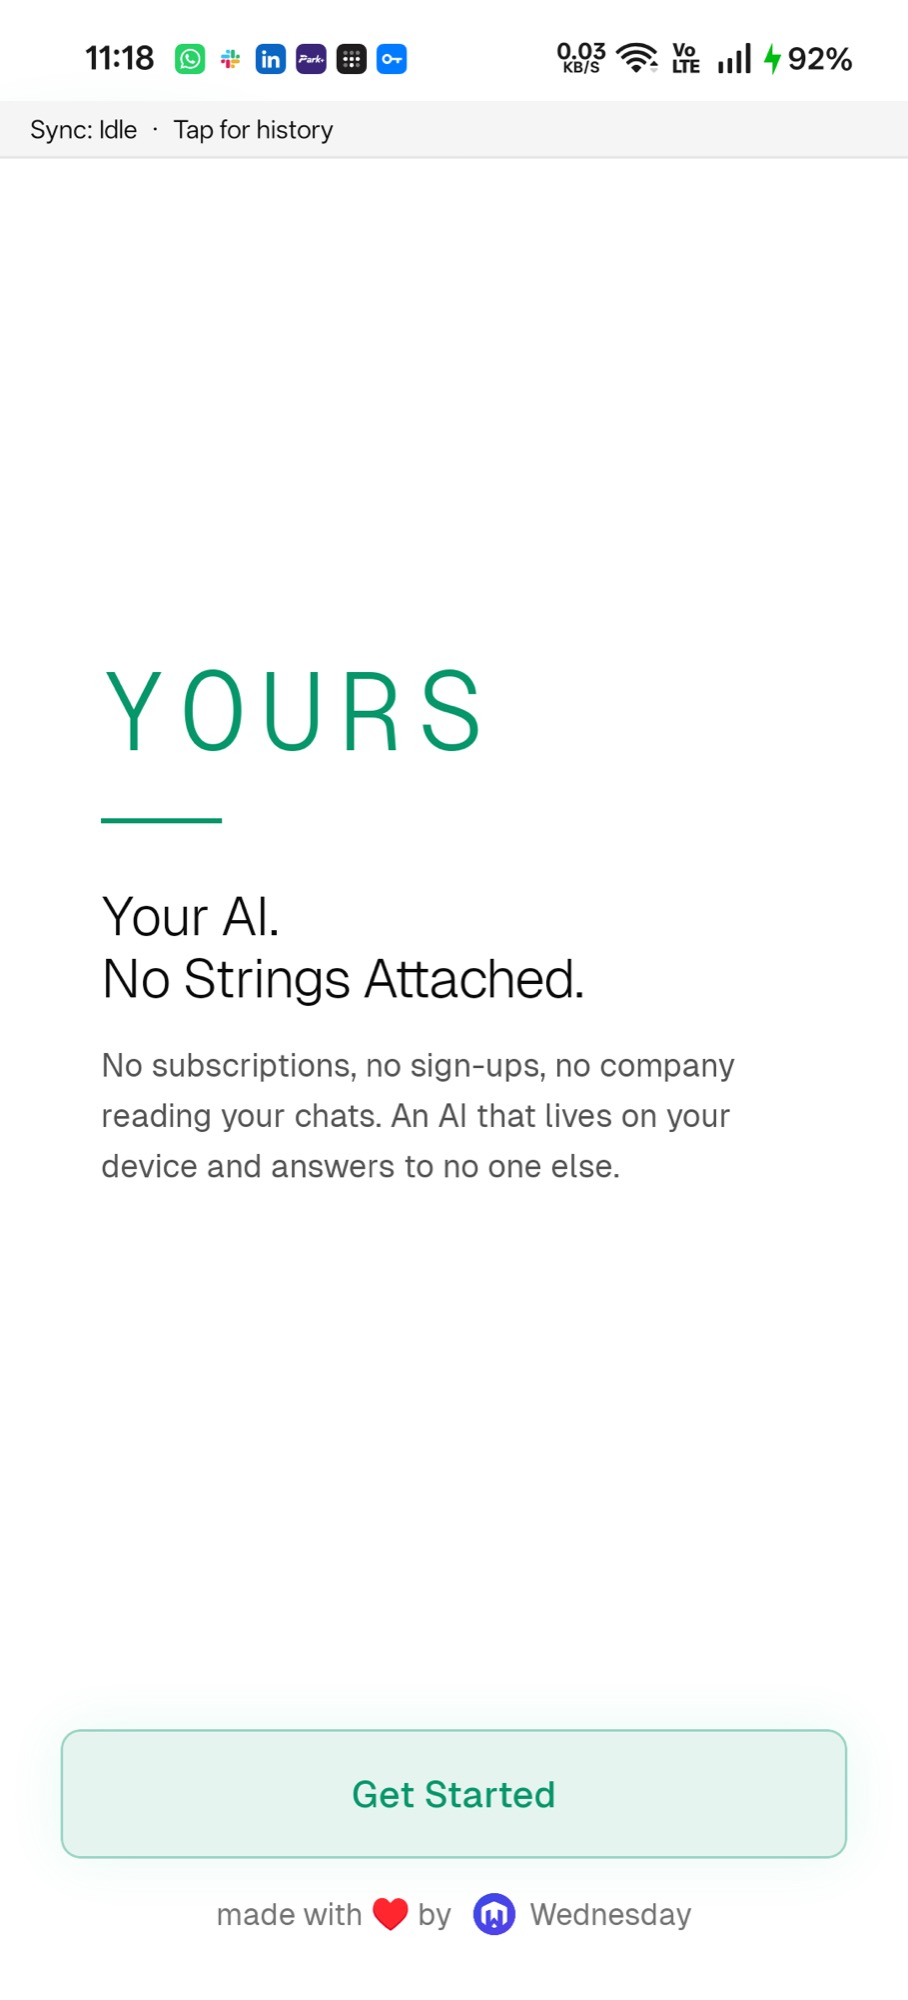 11:18
in
Park+
0.03
KB/S
Vo
LTE
92%
Sync: Idle · Tap for history
YOURS
Your AI.
No Strings Attached.
No subscriptions, no sign-ups, no company
reading your chats. An AI that lives on your
device and answers to no one else.
Get Started
made with ❤️ by Wednesday